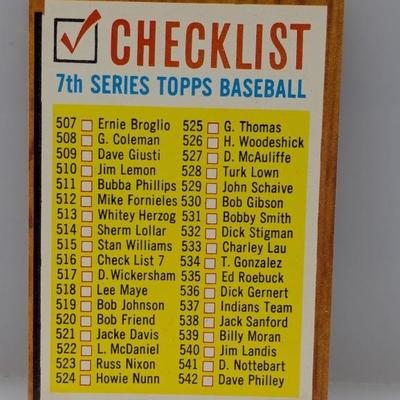 CHECKLIST
7th SERIES TOPPS BASEBALL
507 Ernie Broglio
508 G. Coleman
509 Dave Giusti
510 Jim Lemon
511 Bubba Phillips
512 Mike Fornieles
513 Whitey Herzog
514 Sherm Lollar
515 Stan Williams
516 Check List 7
517 D. Wickersham
518 Lee Maye
519 Bob Johnson
520 Bob Friend
521 Jacke Davis
522 L. McDaniel
523 Russ Nixon
524 Howie Nunn
525 G. Thomas
526 H. Woodeshick
527 D. McAuliffe
528 Turk Lown
529 John Schaive
530 Bob Gibson
531 Bobby Smith
532 Dick Stigman
533 Charley Lau
534 T. Gonzalez
535 Ed Roebuck
536 Dick Gernert
537 Indians Team
538 Jack Sanford
539 Billy Moran
540 Jim Landis
541 D. Nottebart
542 Dave Philley